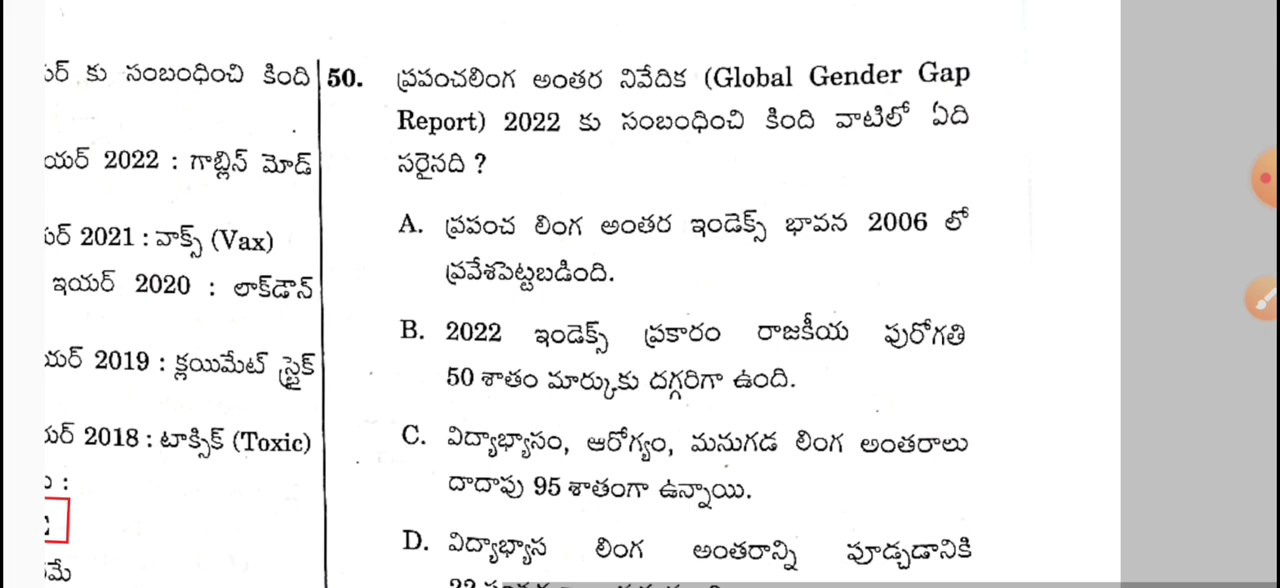 కు సంబంధించి కింది
2022 : గాబ్లిన్ మోడ్
2021 : వాక్స్ (Vax)
ఇయర్ 2020 : లాక్‌డౌన్
2019 : క్లయిమేట్ స్ట్రైక్
2018 : టాక్సిక్ (Toxic)
:
50. ప్రపంచలింగ అంతర నివేదిక (Global Gender Gap
Report) 2022 కు సంబంధించి కింది వాటిలో ఏది
సరైనది ?
A. ప్రపంచ లింగ అంతర ఇండెక్స్ భావన 2006 లో
ప్రవేశపెట్టబడింది.
B. 2022 ఇండెక్స్ ప్రకారం రాజకీయ పురోగతి
50 శాతం మార్కుకు దగ్గరిగా ఉంది.
C. విద్యాభ్యాసం, ఆరోగ్యం, మనుగడ లింగ అంతరాలు
దాదాపు 95 శాతంగా ఉన్నాయి.
D. విద్యాభ్యాస లింగ అంతరాన్ని పూడ్చడానికి